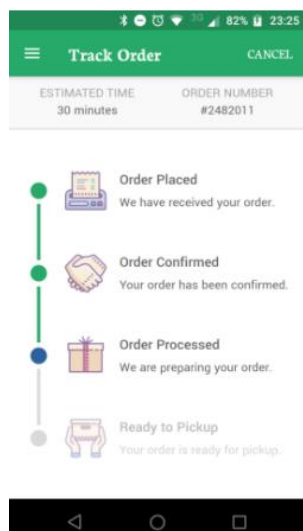 3G 82% 23:25
Track Order CANCEL
ESTIMATED TIME ORDER NUMBER
30 minutes #2482011
Order Placed
We have received your order.
Order Confirmed
Your order has been confirmed.
Order Processed
We are preparing your order.
Ready to Pickup
Your order is ready for pickup.